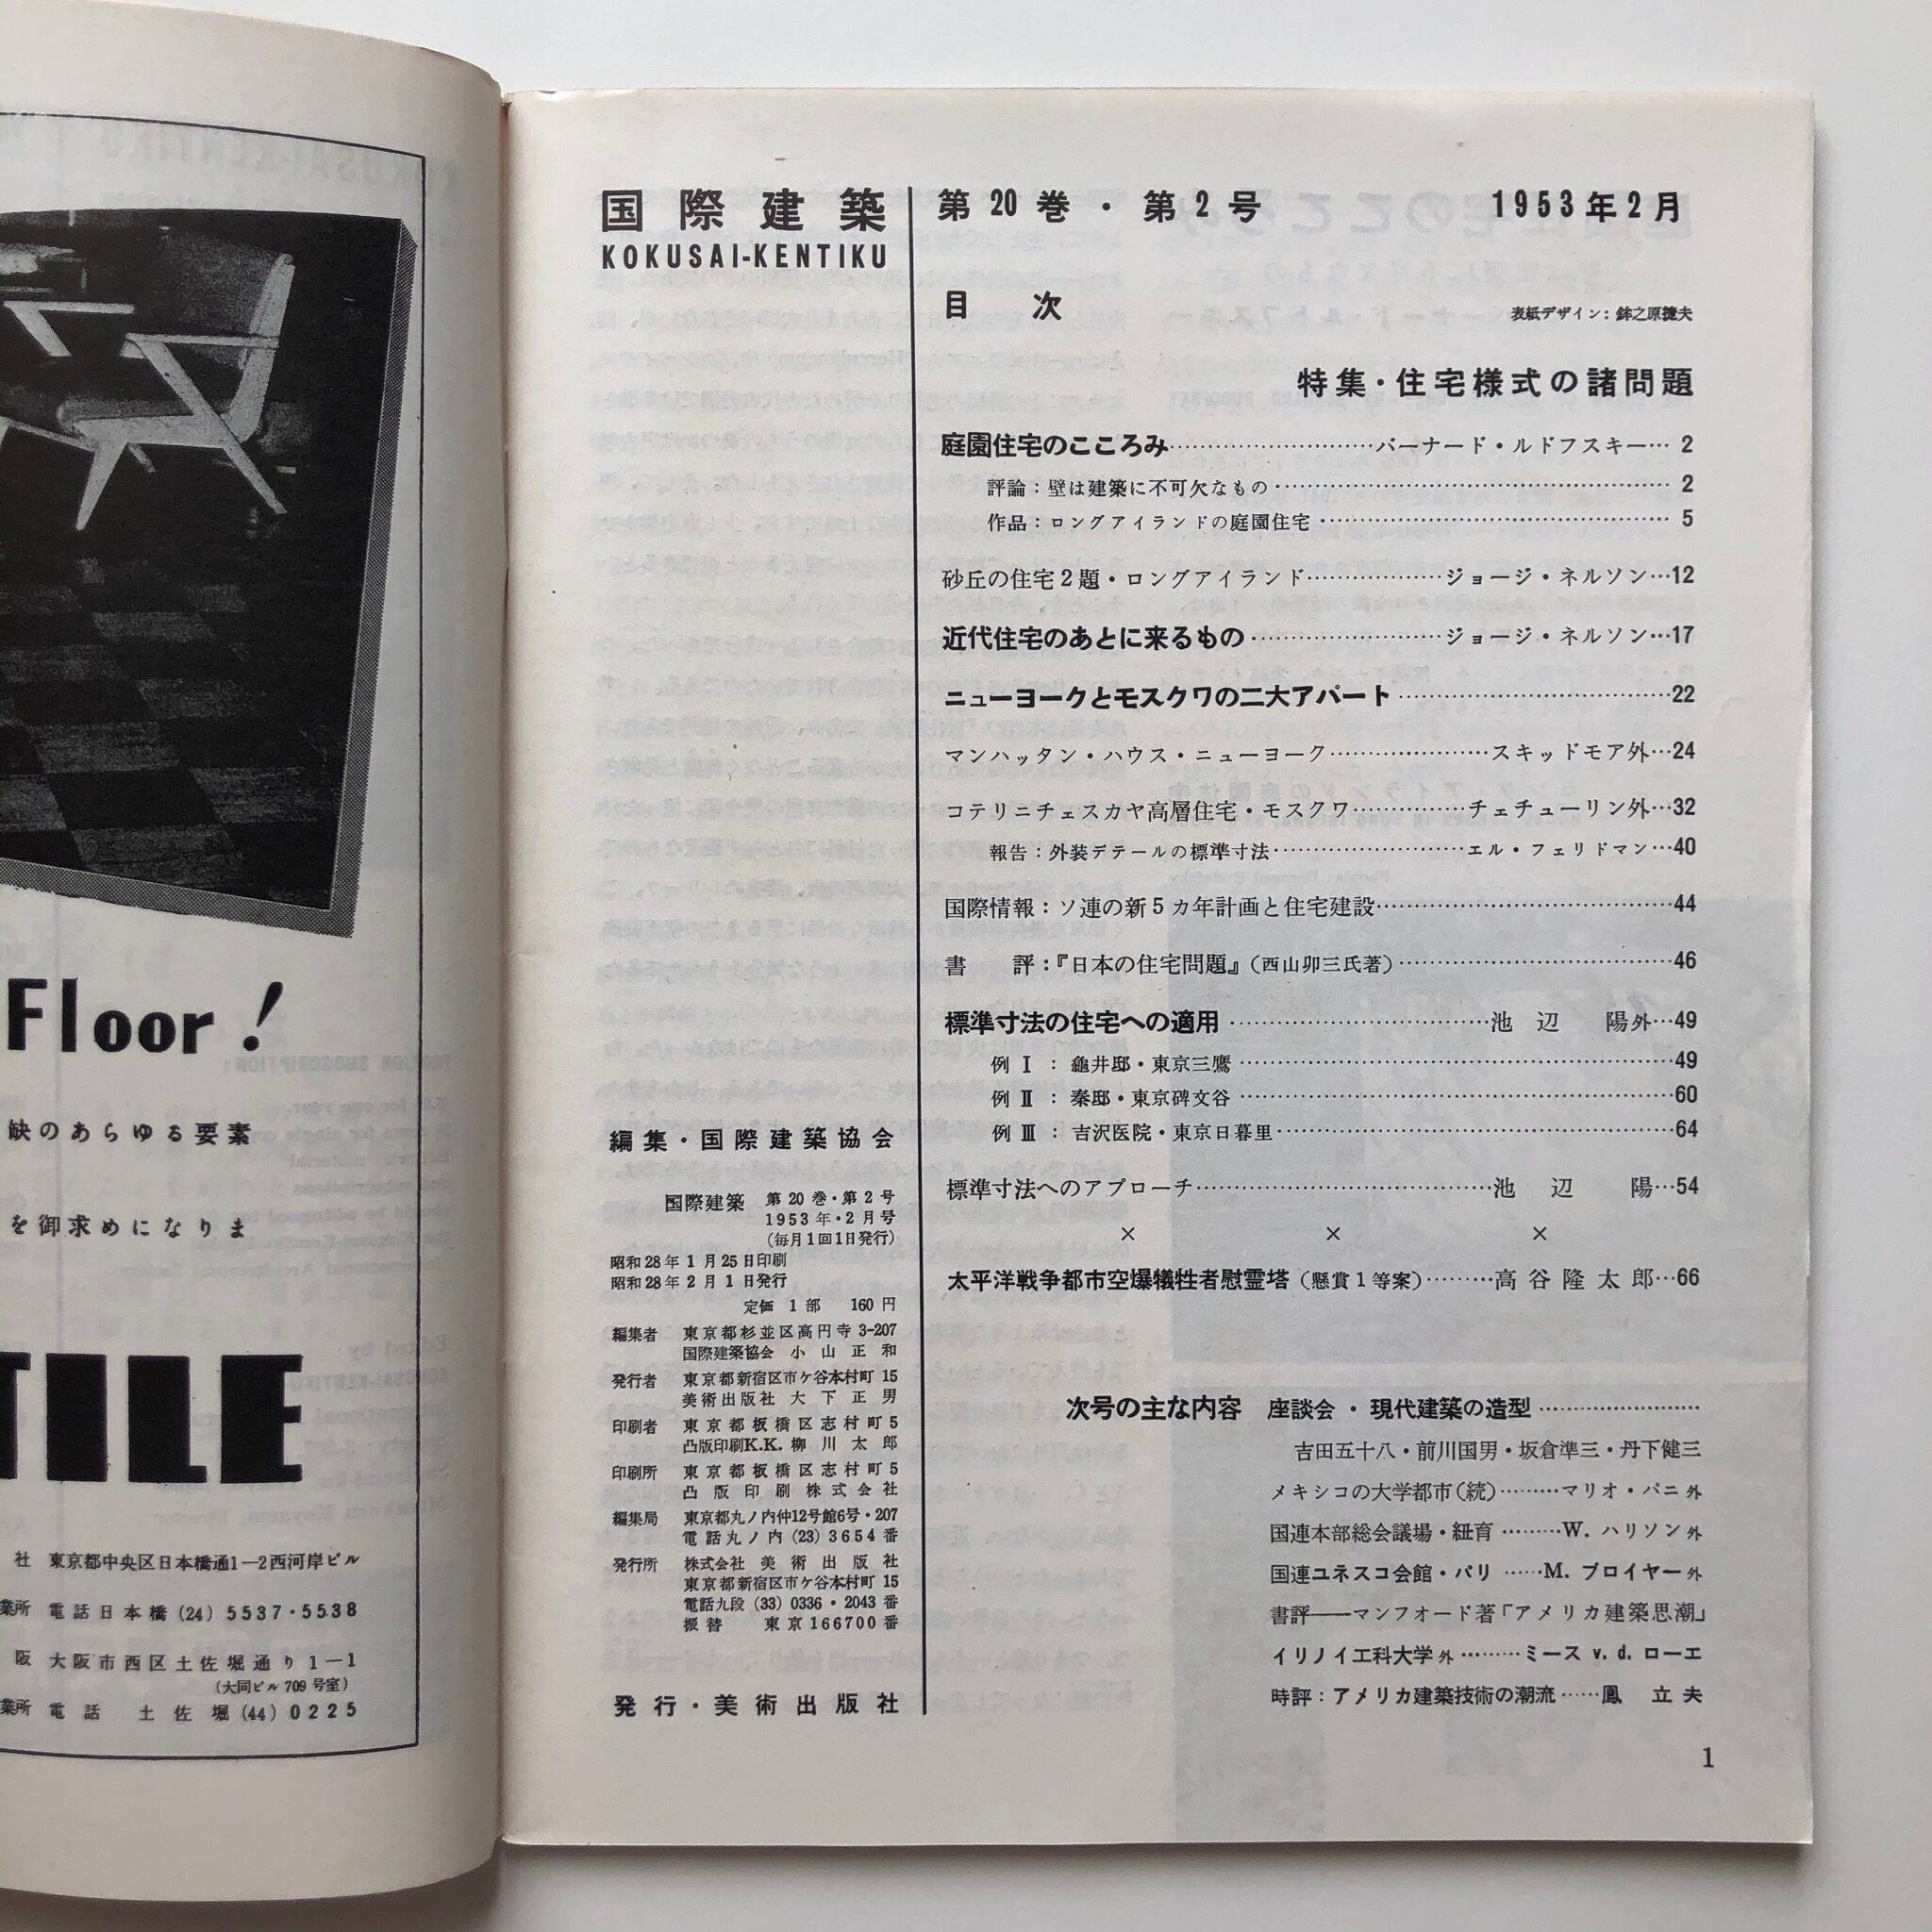 Floor!
缺のあらゆる要素
を御求めになりま
TILE
社 東京都中央区日本橋通1―2西河岸ビル
業所 電話日本橋(24)5537・5538
阪 大阪市西区土佐堀通り1―1
(大同ビル709号室)
業所 電話 土佐堀(44)0225
国際建築
KOKUSAI-KENTIKU
第20巻・第2号 1953年2月
目次
表紙デザイン:鉾之原捷夫
特集・住宅様式の諸問題
庭園住宅のこころみ……バーナード・ルドフスキー…2
評論:壁は建築に不可欠なもの……2
作品:ロングアイランドの庭園住宅……5
砂丘の住宅2題・ロングアイランド……ジョージ・ネルソン…12
近代住宅のあとに来るもの……ジョージ・ネルソン…17
ニューヨークとモスクワの二大アパート……22
マンハッタン・ハウス・ニューヨーク……スキッドモア外…24
コテリニチェスカヤ高層住宅・モスクワ……チェチューリン外…32
報告:外装デテールの標準寸法……エル・フェリドマン…40
国際情報:ソ連の新5カ年計画と住宅建設……44
書評:『日本の住宅問題』(西山卯三氏著)……46
標準寸法の住宅への適用……池辺陽外…49
例Ⅰ:龜井邸・東京三鷹……49
例Ⅱ:秦邸・東京碑文谷……60
例Ⅲ:吉沢医院・東京日暮里……64
標準寸法へのアプローチ……池辺陽…54
× × ×
太平洋戦争都市空爆犠牲者慰霊塔(懸賞1等案)……高谷隆太郎…66
次号の主な内容 座談会・現代建築の造型……
吉田五十八・前川国男・坂倉準三・丹下健三
メキシコの大学都市(続)……マリオ・パニ外
国連本部総会議場・紐育……W. ハリソン外
国連ユネスコ会館・パリ……M. ブロイヤー外
書評――マンフォード著「アメリカ建築思潮」
イリノイ工科大学外……ミース v. d. ローエ
時評:アメリカ建築技術の潮流……鳳立夫
編集・国際建築協会
国際建築 第20巻・第2号
1953年・2月号
(毎月1回1日発行)
昭和28年1月25日印刷
昭和28年2月1日発行
定価 1部 160円
編集者 東京都杉並区高円寺3-207
国際建築協会 小山正和
発行者 東京都新宿区市ケ谷本村町15
美術出版社 大下正男
印刷者 東京都板橋区志村町5
凸版印刷K.K. 柳川太郎
印刷所 東京都板橋区志村町5
凸版印刷株式会社
編集局 東京都丸ノ内仲12号館6号・207
電話丸ノ内(23)3654番
発行所 株式会社 美術出版社
東京都新宿区市ケ谷本村町15
電話九段(33)0336・2043番
振替 東京166700番
発行・美術出版社
1